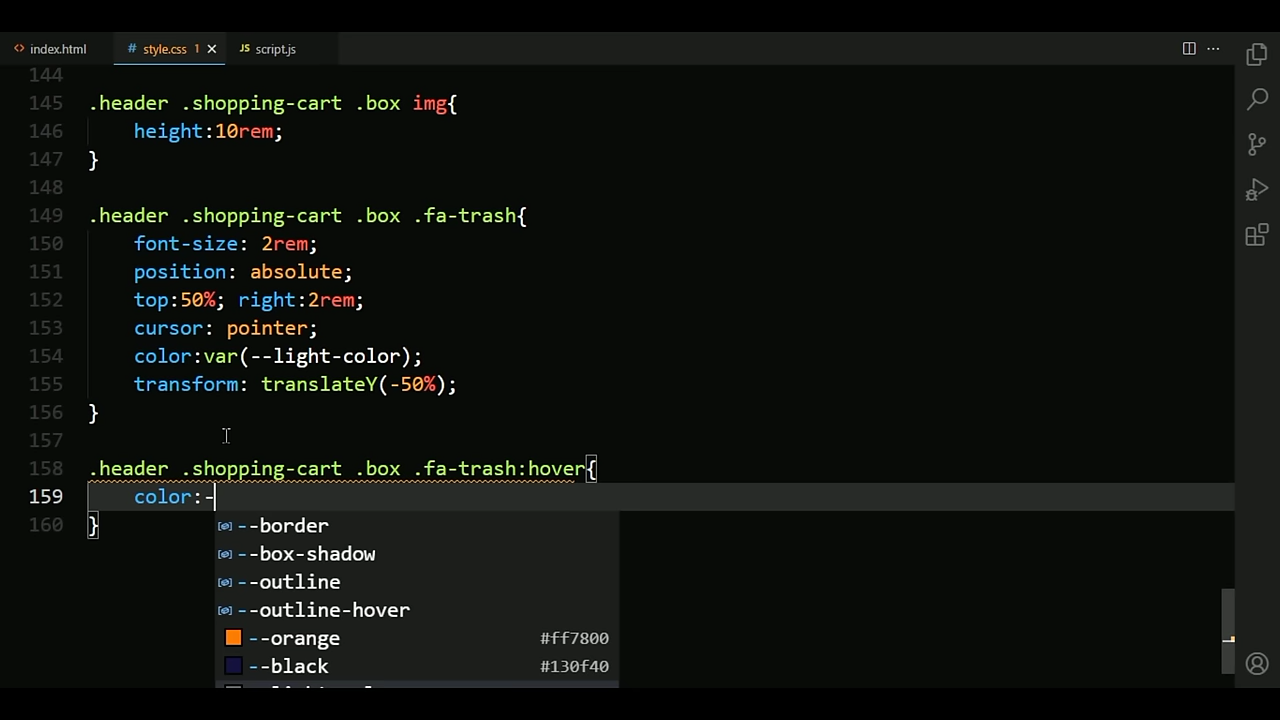 index.html
style.css 1
JS script.js
144
145 .header .shopping-cart .box img{
146 height:10rem;
147 }
148
149 .header .shopping-cart .box .fa-trash{
150 font-size: 2rem;
151 position: absolute;
152 top:50%; right:2rem;
153 cursor: pointer;
154 color:var(--light-color);
155 transform: translateY(-50%);
156 }
157
158 .header .shopping-cart .box .fa-trash:hover{
159 color:-
160 }
--border
--box-shadow
--outline
--outline-hover
--orange #ff7800
--black #130f40